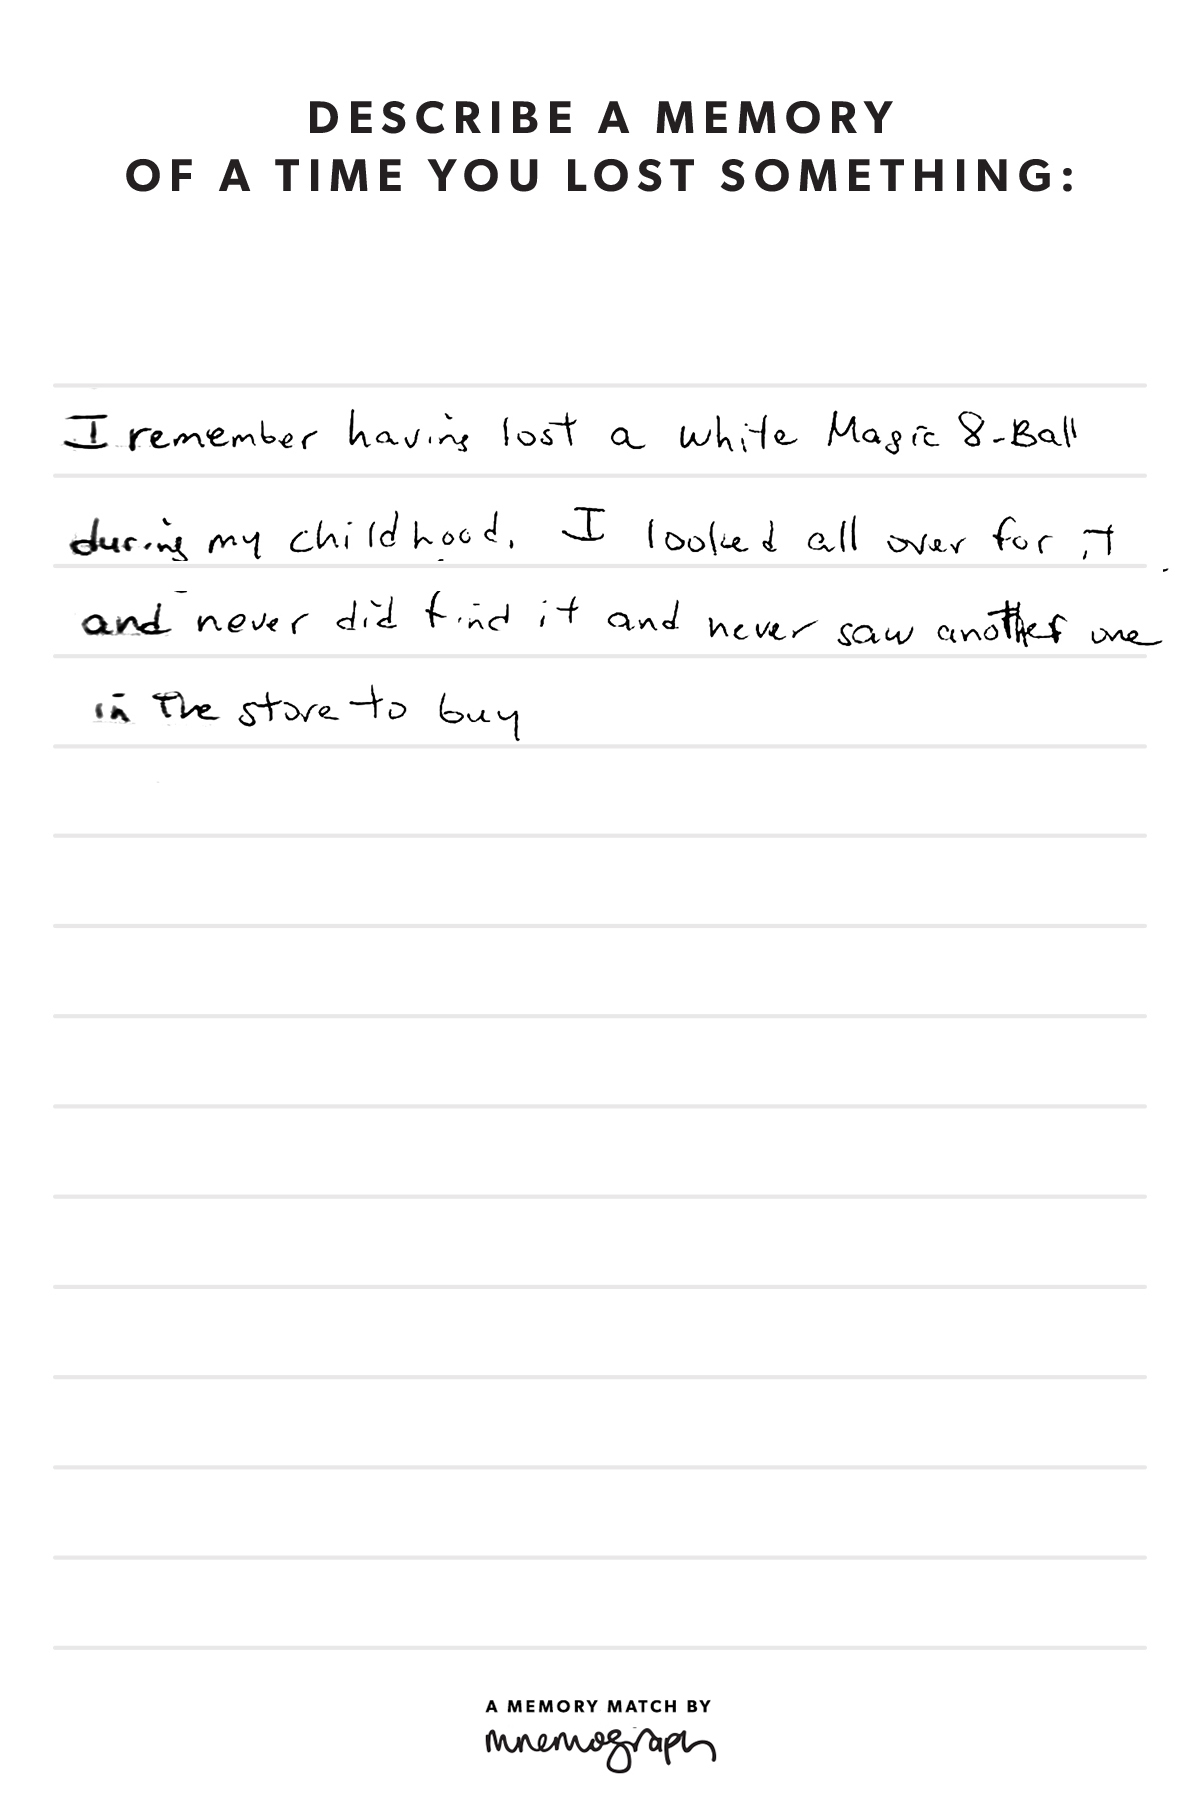 DESCRIBE A MEMORY
OF A TIME YOU LOST SOMETHING:
I remember having lost a white Magic 8-Ball
during my childhood. I looked all over for it
and never did find it and never saw another one
in the store to buy
A MEMORY MATCH BY
mnemograph